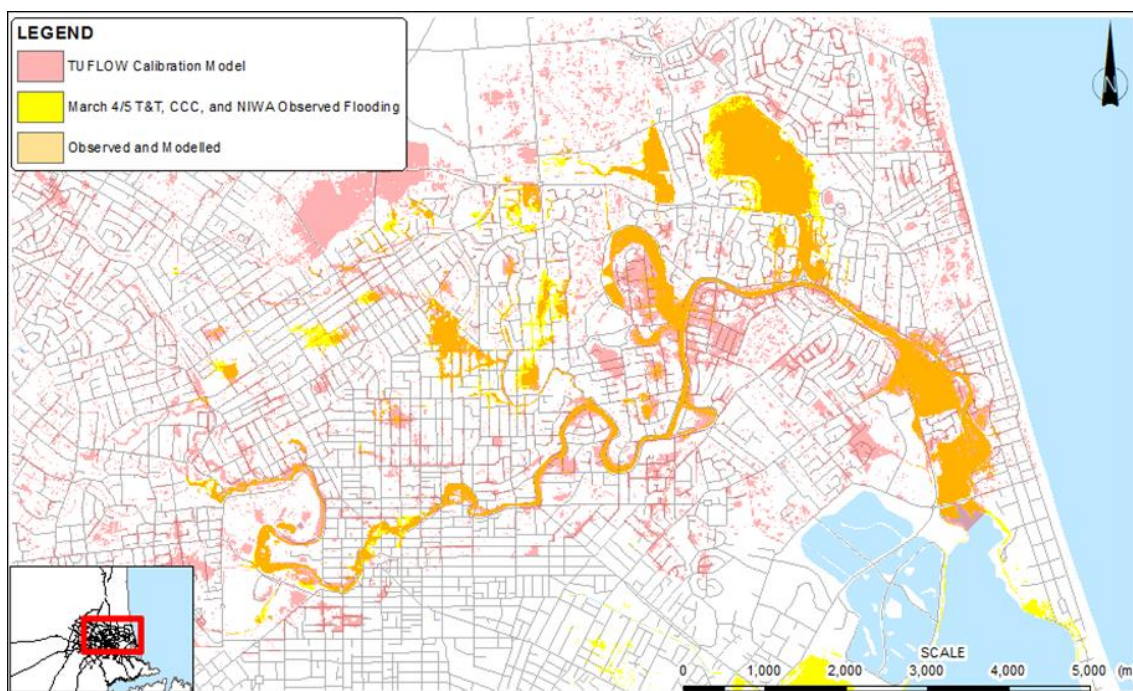 LEGEND
TUFLOW Calibration Model
March 4/5 T&T, CCC, and NIWA Observed Flooding
Observed and Modelled
N
SCALE
0 1,000 2,000 3,000 4,000 5,000 (m